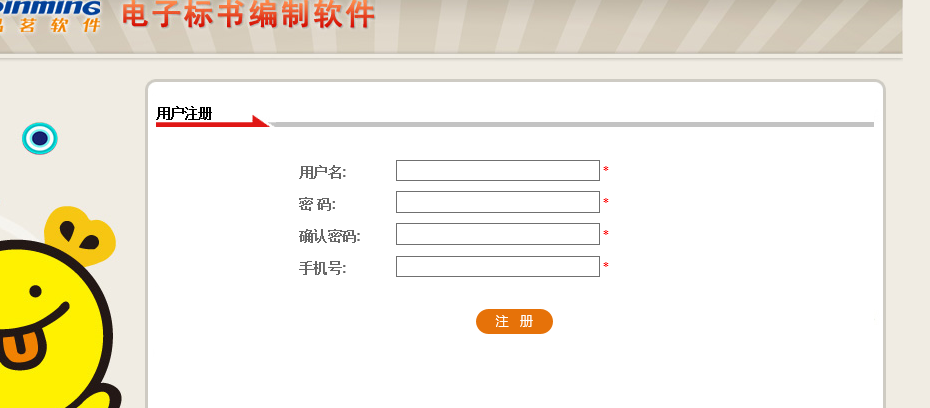 电子标书编制软件
茗软件
用户注册
用户名: *
密 码: *
确认密码: *
手机号: *
注 册